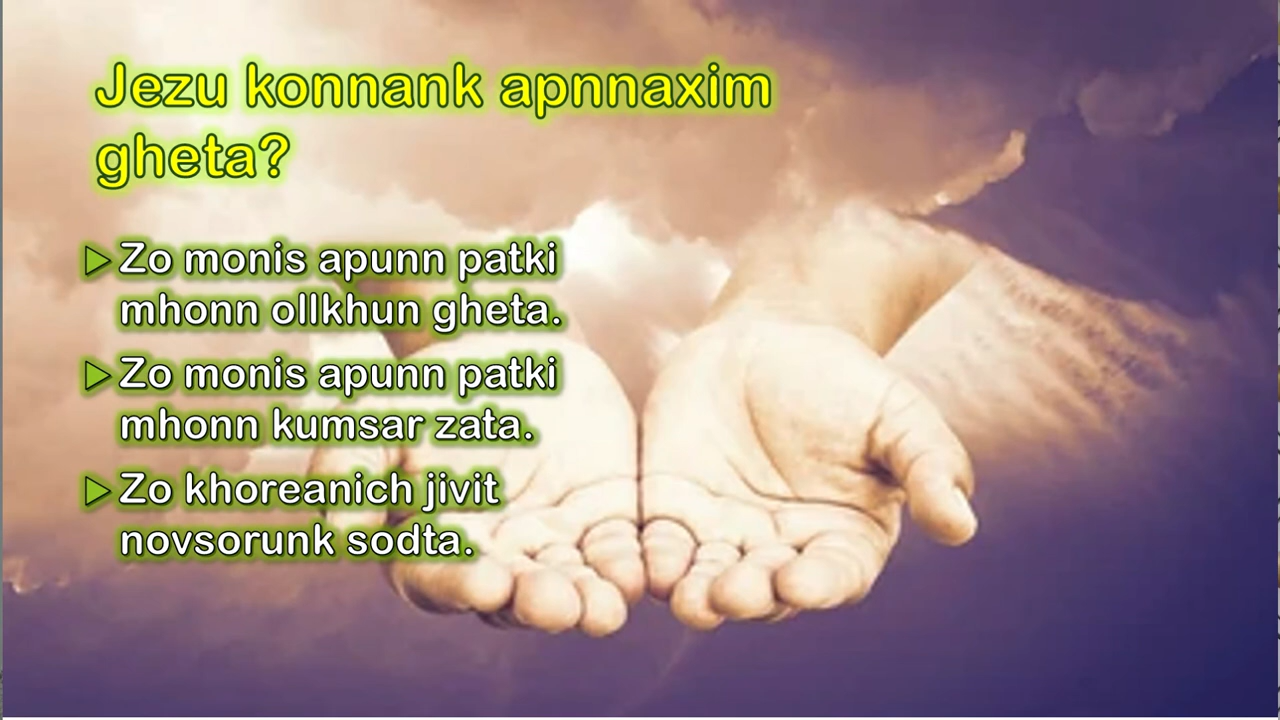 Jezu konnank apnnaxim
gheta?
Zo monis apunn patki
mhonn ollkhun gheta.
Zo monis apunn patki
mhonn kumsar zata.
Zo khoreanich jivit
novsorunk sodta.